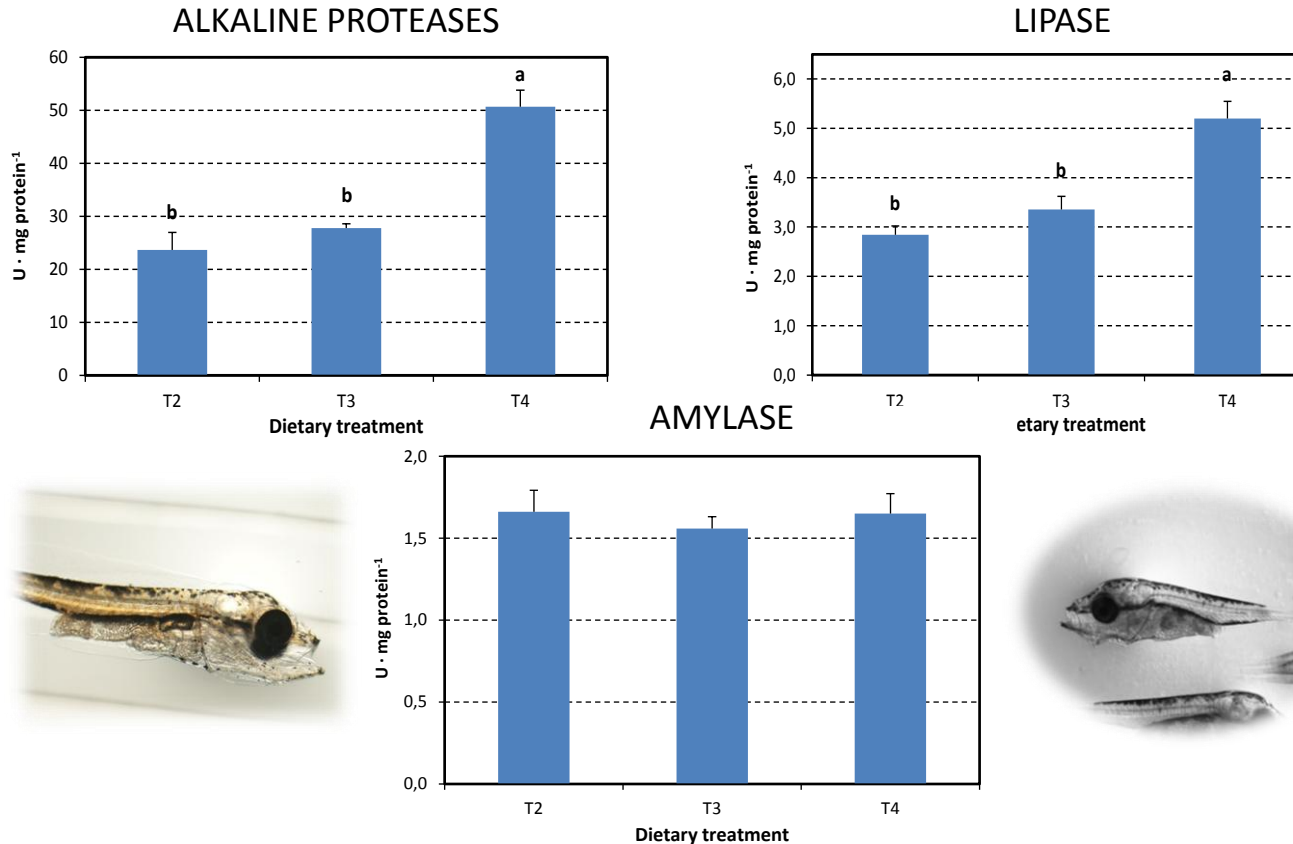 ALKALINE PROTEASES
60
50
40
30
20
10
0
U · mg protein⁻¹
b
b
a
T2 T3 T4
Dietary treatment
LIPASE
6,0
5,0
4,0
3,0
2,0
1,0
0,0
U · mg protein⁻¹
b
b
a
T2 T3 T4
etary treatment
AMYLASE
2,0
1,5
1,0
0,5
0,0
U · mg protein⁻¹
T2 T3 T4
Dietary treatment